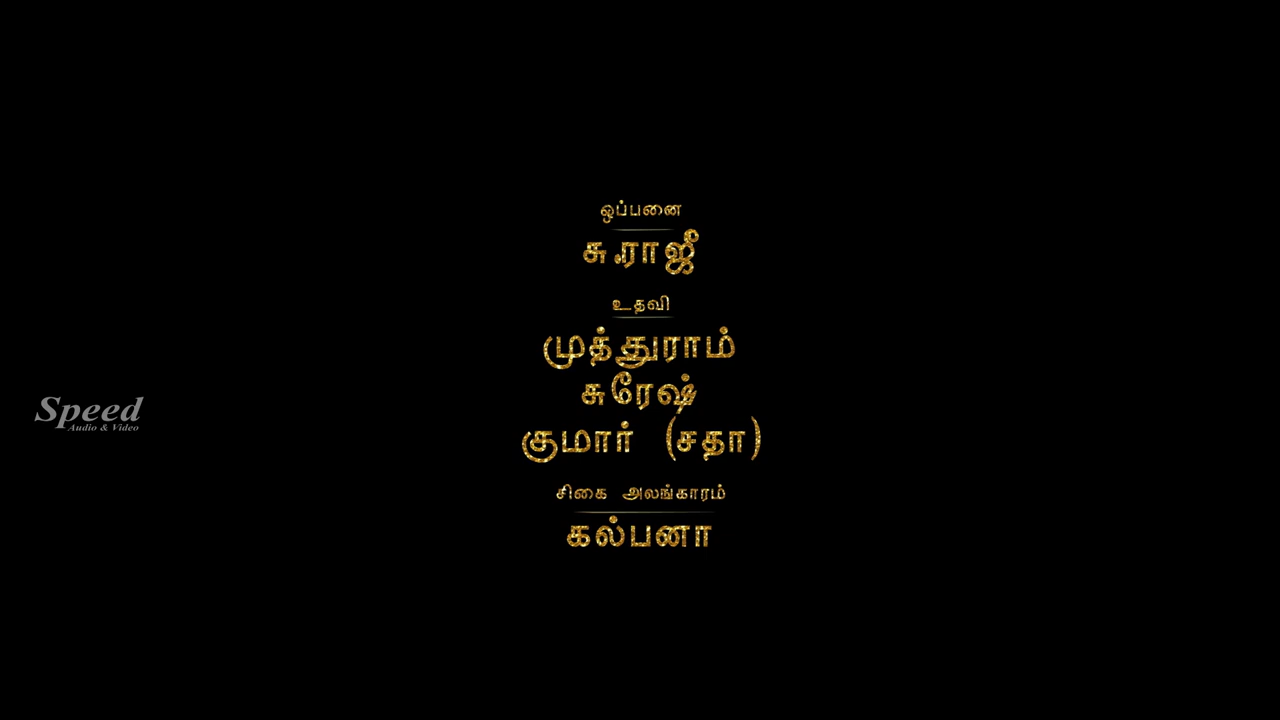 ஒப்பனை
சு.ராஜீ
உதவி
முத்துராம்
சுரேஷ்
Speed
Audio & Video
குமார் (சதா)
சிகை அலங்காரம்
கல்பனா